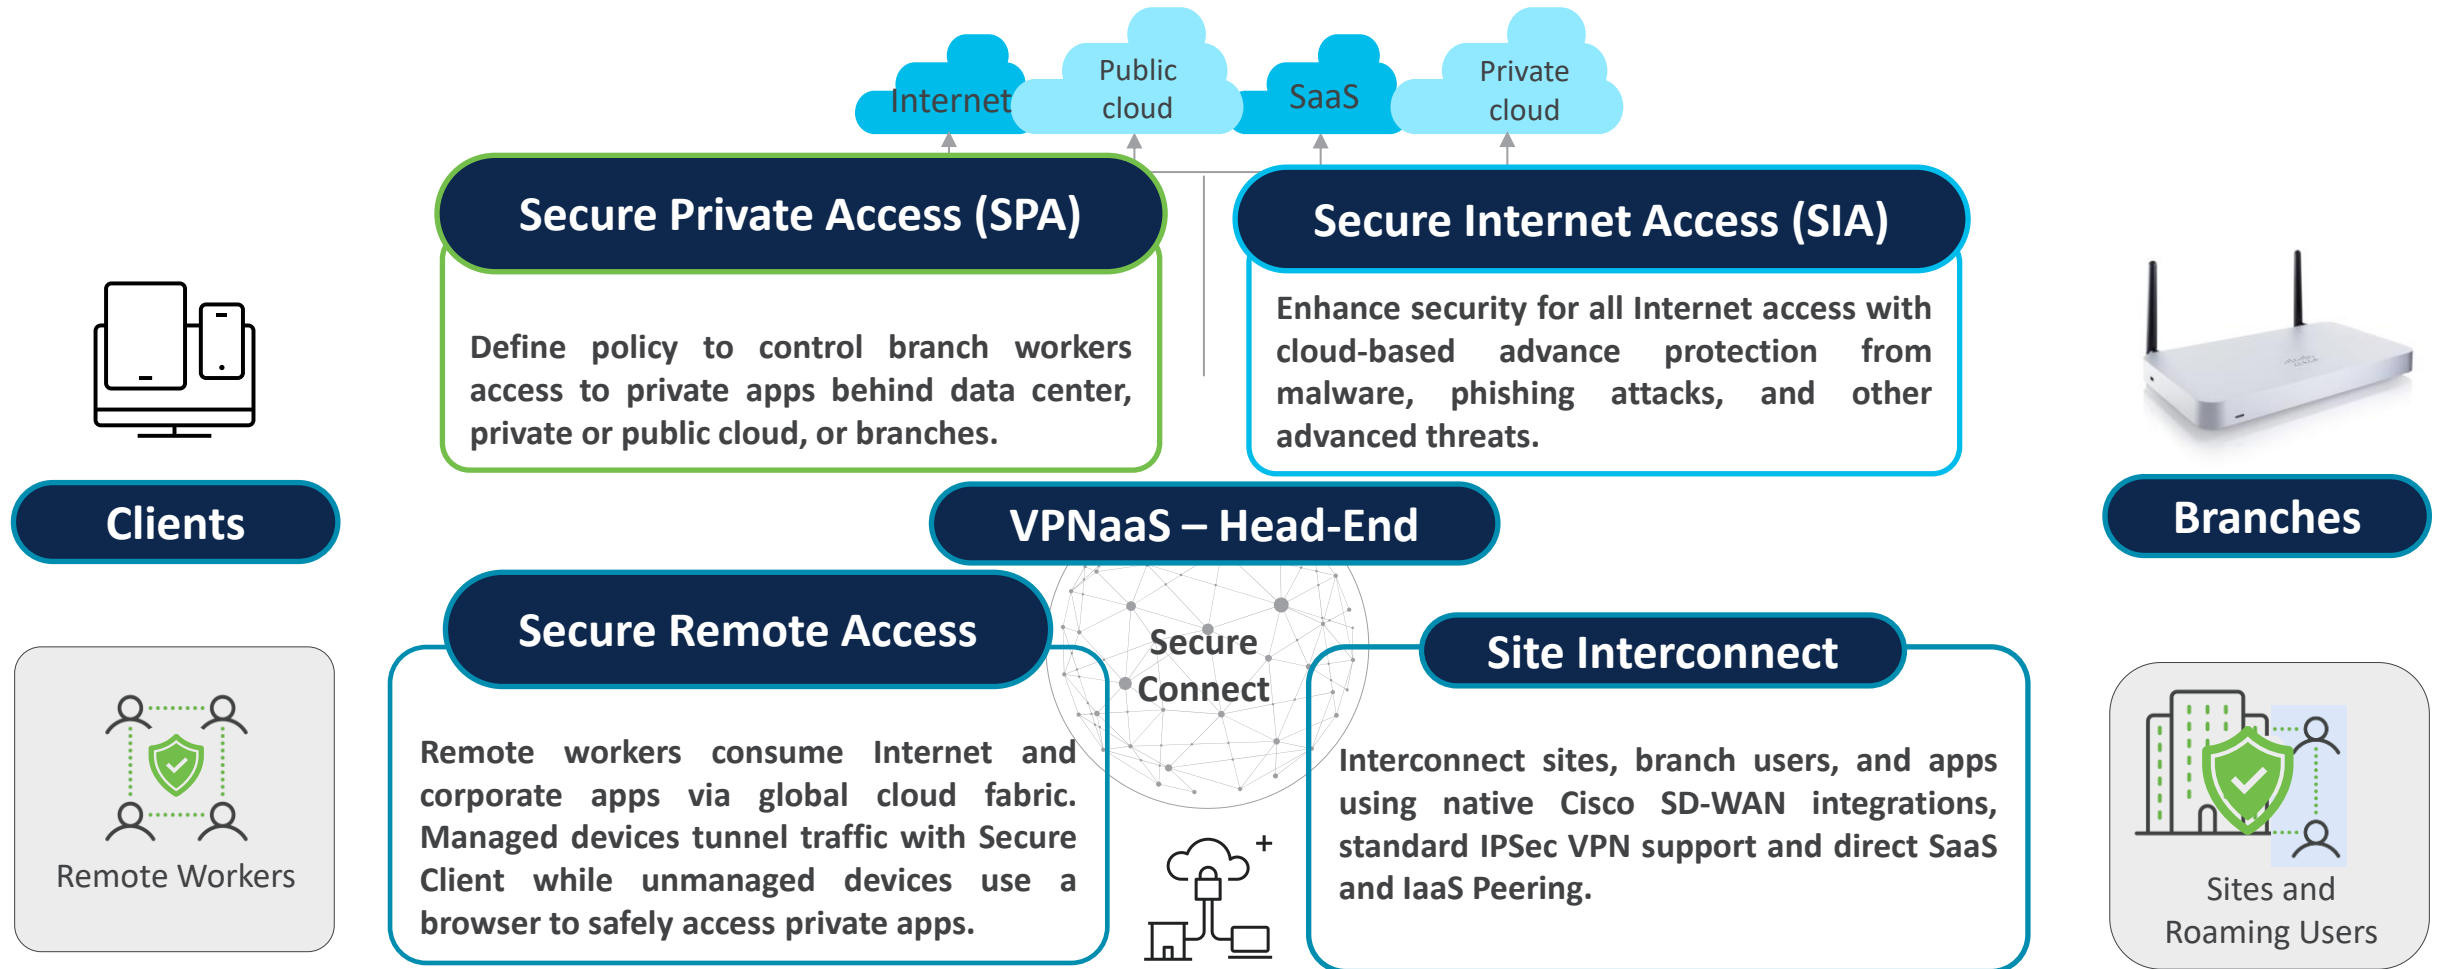 Internet
Public
cloud
SaaS
Private
cloud
Secure Private Access (SPA)
Define policy to control branch workers
access to private apps behind data center,
private or public cloud, or branches.
Secure Internet Access (SIA)
Enhance security for all Internet access with
cloud-based advance protection from
malware, phishing attacks, and other
advanced threats.
Clients
VPNaaS – Head-End
Branches
Secure Remote Access
Remote workers consume Internet and
corporate apps via global cloud fabric.
Managed devices tunnel traffic with Secure
Client while unmanaged devices use a
browser to safely access private apps.
Secure
Connect
Site Interconnect
Interconnect sites, branch users, and apps
using native Cisco SD-WAN integrations,
standard IPSec VPN support and direct SaaS
and IaaS Peering.
Remote Workers
Sites and
Roaming Users